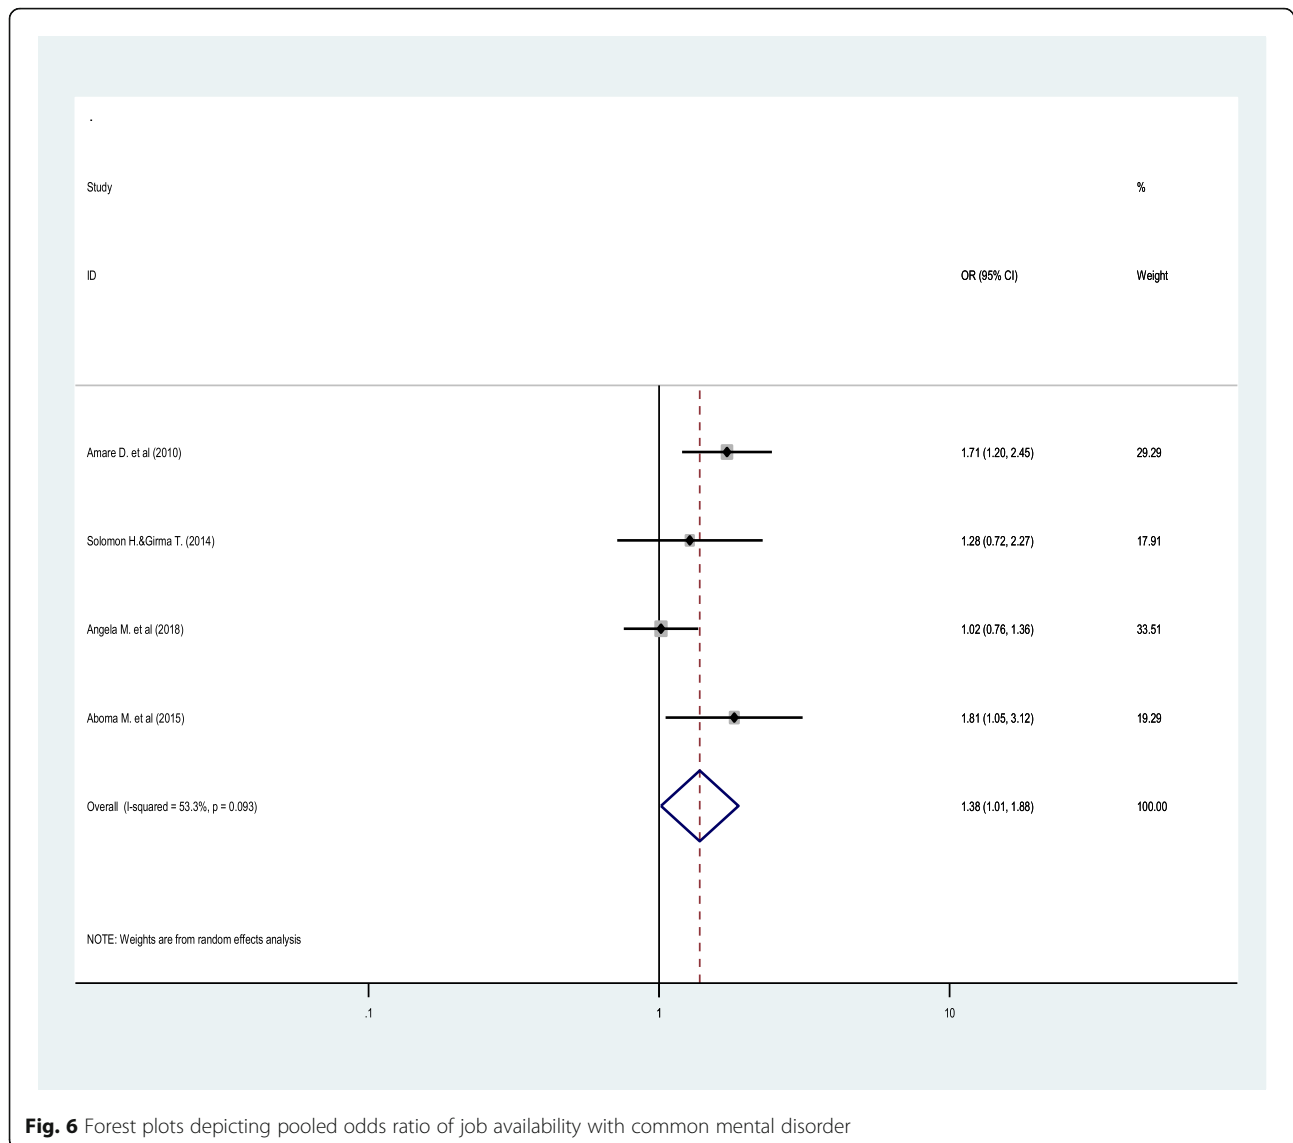 .
Study %
ID OR (95% CI) Weight
Amare D. et al (2010) 1.71 (1.20, 2.45) 29.29
Solomon H.&Girma T. (2014) 1.28 (0.72, 2.27) 17.91
Angela M. et al (2018) 1.02 (0.76, 1.36) 33.51
Aboma M. et al (2015) 1.81 (1.05, 3.12) 19.29
Overall (I-squared = 53.3%, p = 0.093) 1.38 (1.01, 1.88) 100.00
NOTE: Weights are from random effects analysis
.1 1 10
Fig. 6 Forest plots depicting pooled odds ratio of job availability with common mental disorder